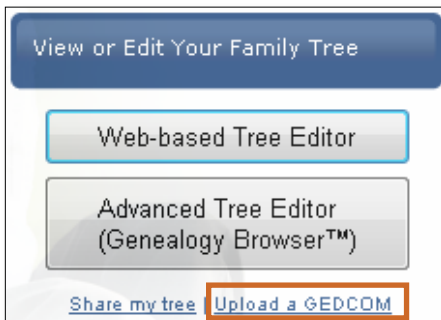 View or Edit Your Family Tree
Web-based Tree Editor
Advanced Tree Editor
(Genealogy Browser™)
Share my tree | Upload a GEDCOM